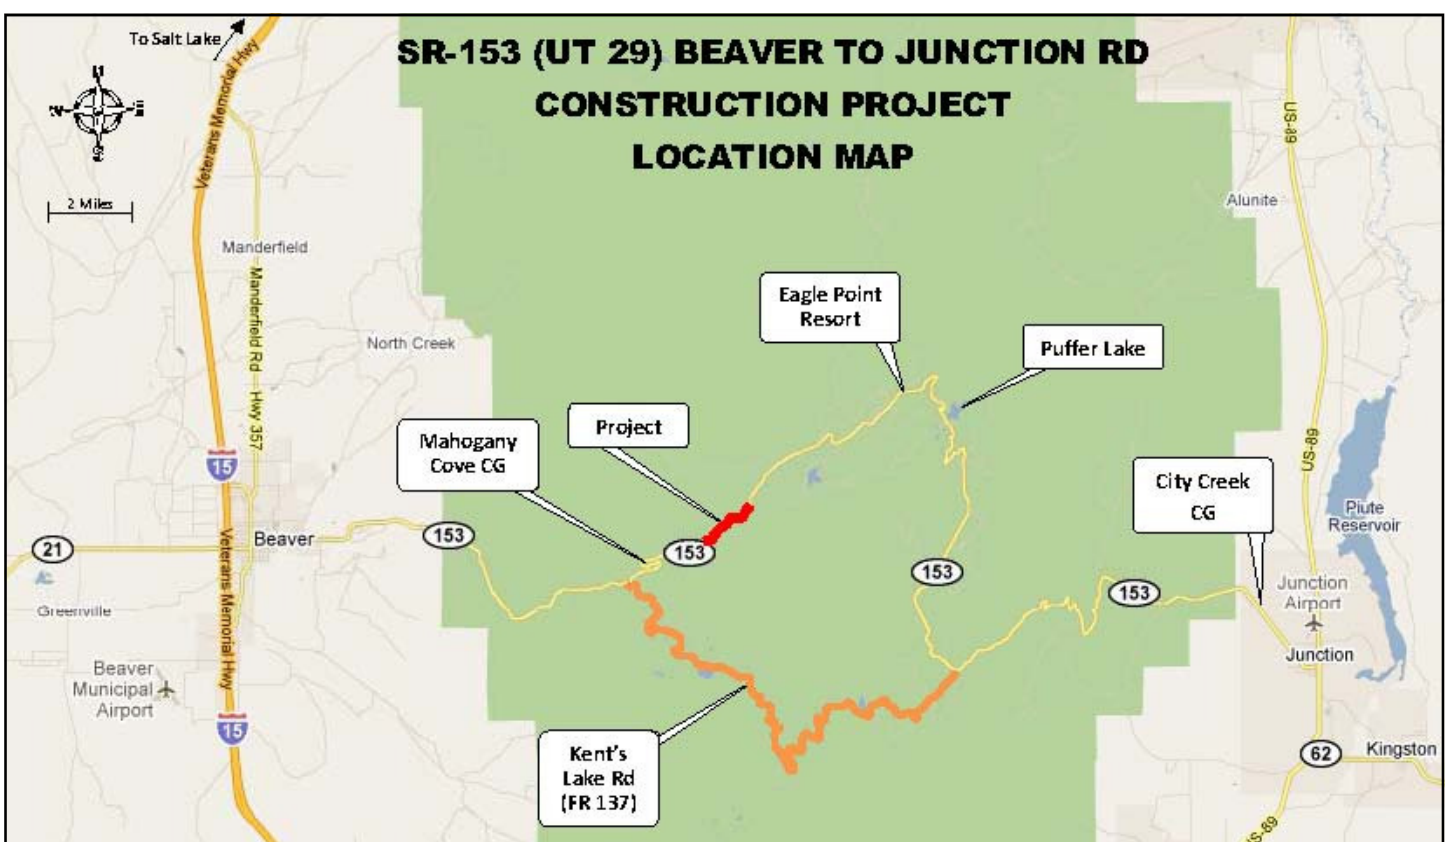 To Salt Lake
SR-153 (UT 29) BEAVER TO JUNCTION RD
CONSTRUCTION PROJECT
LOCATION MAP
N
W
E
S
2 Miles
Veterans Memorial Hwy
Manderfield
Manderfield Rd
Hwy 357
North Creek
US-89
Alunite
Eagle Point
Resort
Puffer Lake
Project
Mahogany
Cove CG
City Creek
CG
US-89
Piute
Reservoir
15
21
Beaver
153
153
153
153
Greenville
Veterans Memorial Hwy
Junction
Airport
Junction
Beaver
Municipal
Airport
15
Kent's
Lake Rd
(FR 137)
62
Kingston
US-89